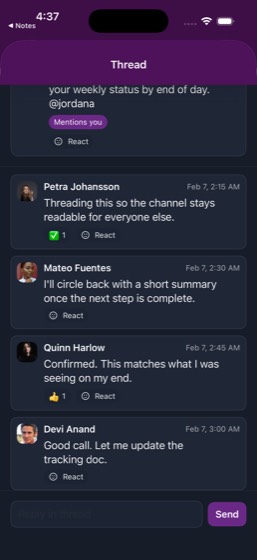 4:37
◀ Notes
Thread
your weekly status by end of day.
@jordana
Mentions you
React
Petra Johansson Feb 7, 2:15 AM
Threading this so the channel stays
readable for everyone else.
✅ 1 React
Mateo Fuentes Feb 7, 2:30 AM
I'll circle back with a short summary
once the next step is complete.
React
Quinn Harlow Feb 7, 2:45 AM
Confirmed. This matches what I was
seeing on my end.
👍 1 React
Devi Anand Feb 7, 3:00 AM
Good call. Let me update the
tracking doc.
React
Reply in thread
Send